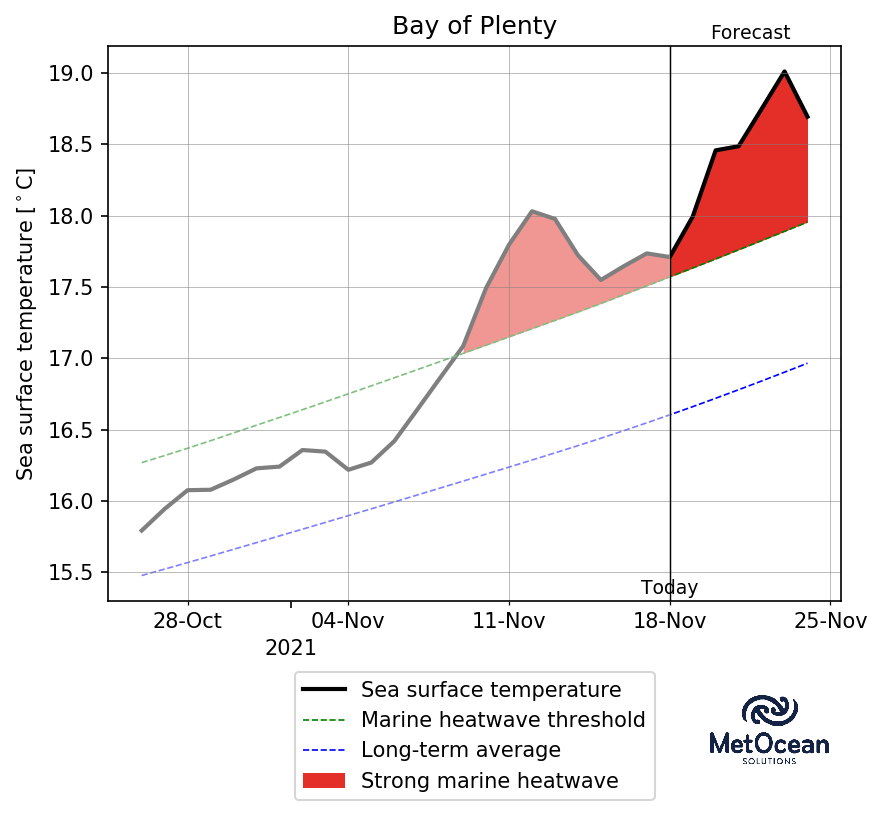 Bay of Plenty
Forecast
Sea surface temperature [°C]
19.0
18.5
18.0
17.5
17.0
16.5
16.0
15.5
Today
28-Oct 04-Nov 11-Nov 18-Nov 25-Nov
2021
Sea surface temperature
Marine heatwave threshold
Long-term average
Strong marine heatwave
MetOcean
SOLUTIONS